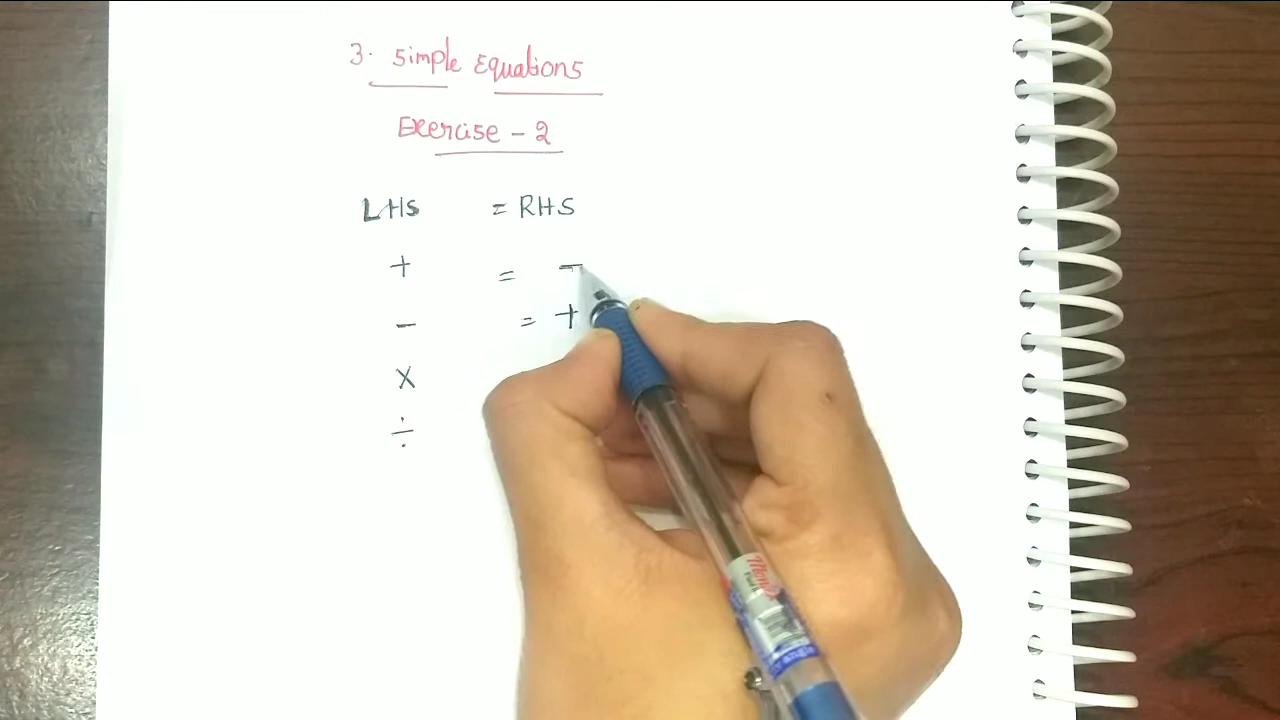 3. Simple Equations
Exercise - 2
LHS = RHS
+ = -
- = +
×
÷